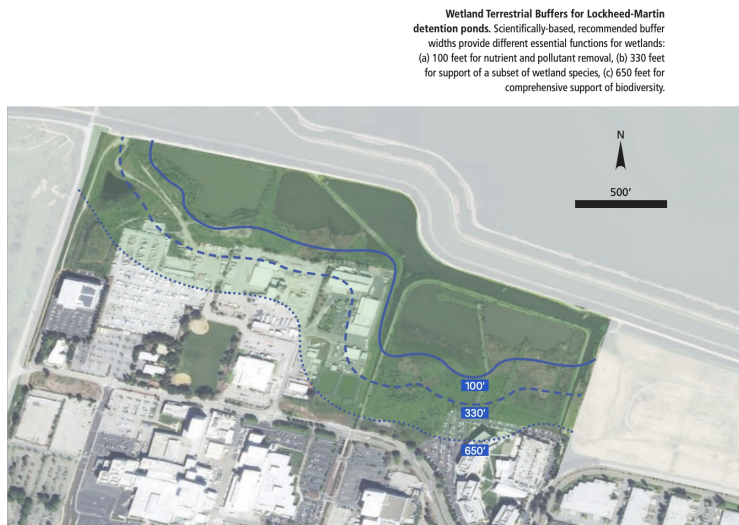 Wetland Terrestrial Buffers for Lockheed-Martin
detention ponds. Scientifically-based, recommended buffer
widths provide different essential functions for wetlands:
(a) 100 feet for nutrient and pollutant removal, (b) 330 feet
for support of a subset of wetland species, (c) 650 feet for
comprehensive support of biodiversity.
N
500’
100’
330’
650’